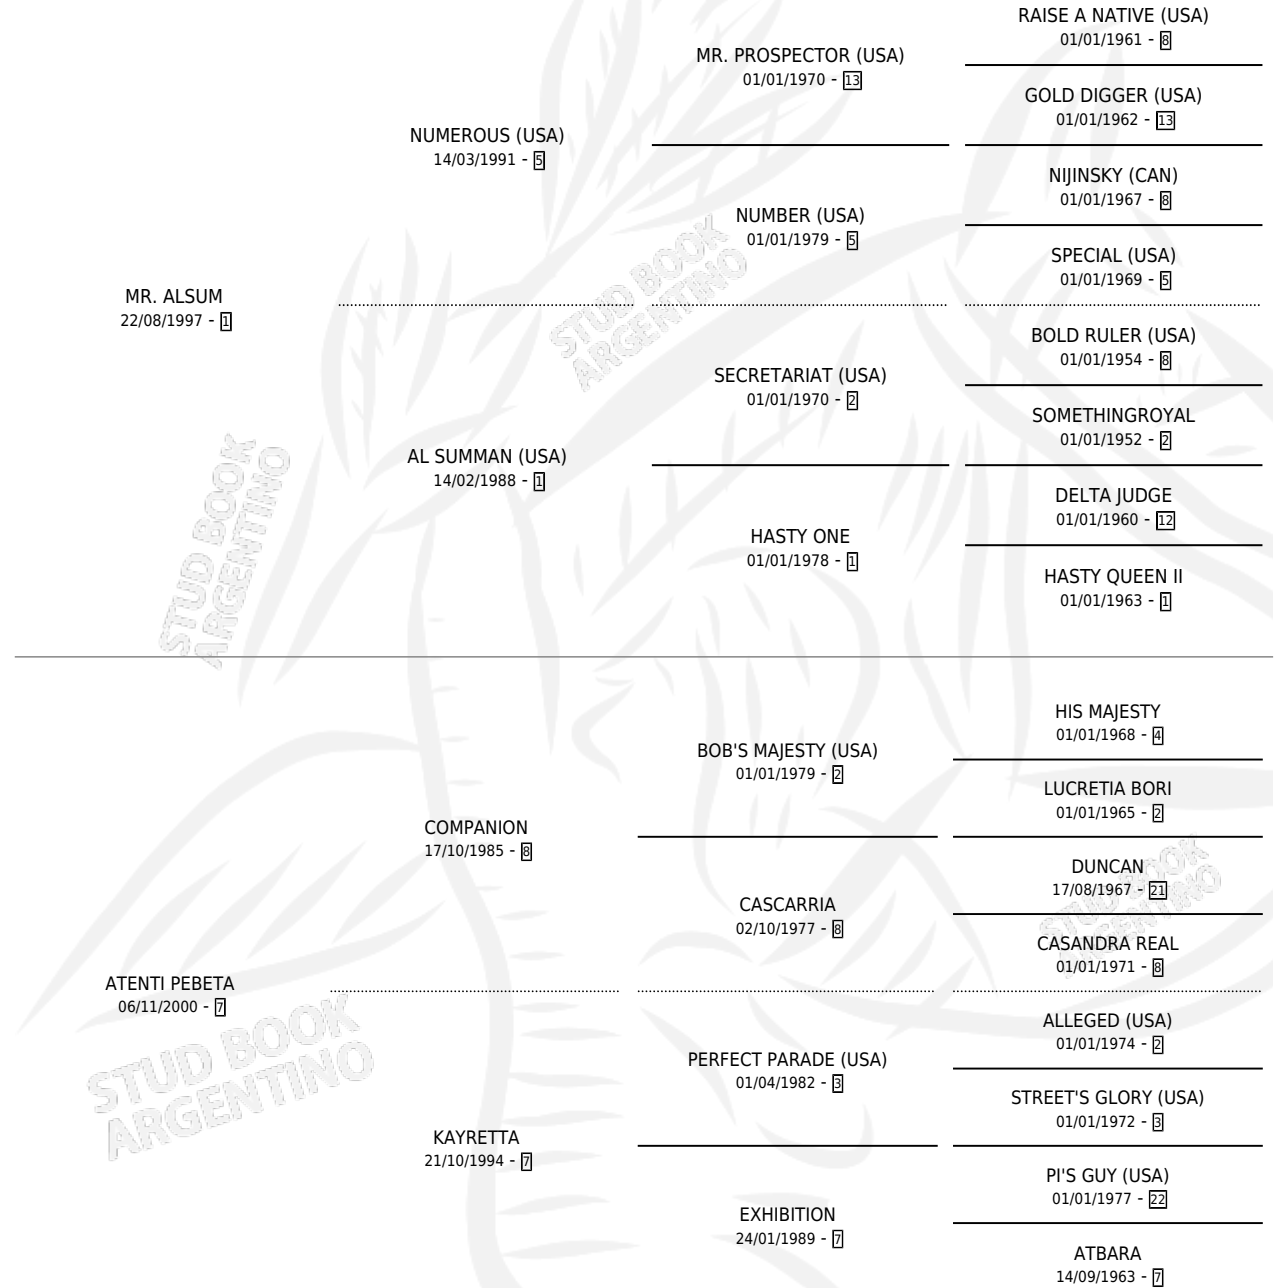 RAISE A NATIVE (USA)
01/01/1961 - 8
MR. PROSPECTOR (USA)
01/01/1970 - 13
GOLD DIGGER (USA)
01/01/1962 - 13
NUMEROUS (USA)
14/03/1991 - 5
NIJINSKY (CAN)
01/01/1967 - 8
NUMBER (USA)
01/01/1979 - 5
SPECIAL (USA)
01/01/1969 - 5
MR. ALSUM
22/08/1997 - 1
BOLD RULER (USA)
01/01/1954 - 8
SECRETARIAT (USA)
01/01/1970 - 2
SOMETHINGROYAL
01/01/1952 - 2
AL SUMMAN (USA)
14/02/1988 - 1
DELTA JUDGE
01/01/1960 - 12
HASTY ONE
01/01/1978 - 1
HASTY QUEEN II
01/01/1963 - 1
HIS MAJESTY
01/01/1968 - 4
BOB'S MAJESTY (USA)
01/01/1979 - 2
LUCRETIA BORI
01/01/1965 - 2
COMPANION
17/10/1985 - 8
DUNCAN
17/08/1967 - 21
CASCARRIA
02/10/1977 - 8
CASANDRA REAL
01/01/1971 - 8
ATENTI PEBETA
06/11/2000 - 7
ALLEGED (USA)
01/01/1974 - 2
PERFECT PARADE (USA)
01/04/1982 - 3
STREET'S GLORY (USA)
01/01/1972 - 3
KAYRETTA
21/10/1994 - 7
PI'S GUY (USA)
01/01/1977 - 22
EXHIBITION
24/01/1989 - 7
ATBARA
14/09/1963 - 7
STUD BOOK
ARGENTINO
STUD BOOK
ARGENTINO
STUD BOOK
ARGENTINO
STUD BOOK
ARGENTINO